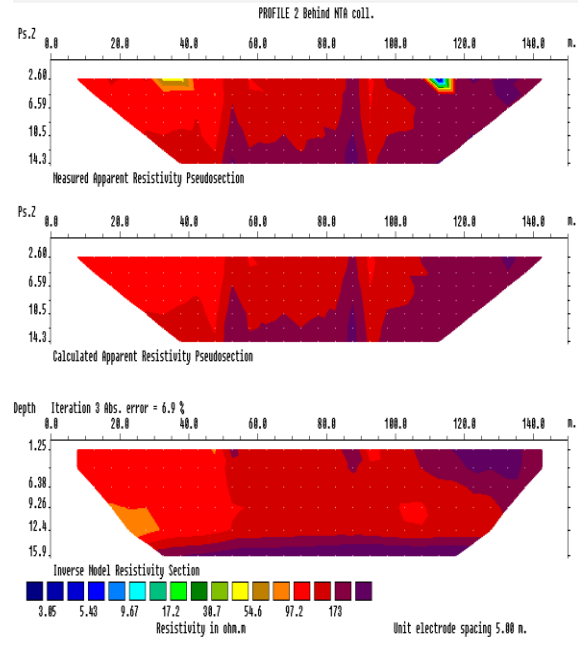 PROFILE 2 Behind NTA coll.
Ps.Z 0.0 20.0 40.0 60.0 80.0 100.0 120.0 140.0 m.
2.60
6.59
10.5
14.3
Measured Apparent Resistivity Pseudosection
Ps.Z 0.0 20.0 40.0 60.0 80.0 100.0 120.0 140.0 m.
2.60
6.59
10.5
14.3
Calculated Apparent Resistivity Pseudosection
Depth Iteration 3 Abs. error = 6.9 %
0.0 20.0 40.0 60.0 80.0 100.0 120.0 140.0 m.
1.25
6.38
9.26
12.4
15.9
Inverse Model Resistivity Section
3.05 5.43 9.67 17.2 30.7 54.6 97.2 173
Resistivity in ohm.m
Unit electrode spacing 5.00 m.